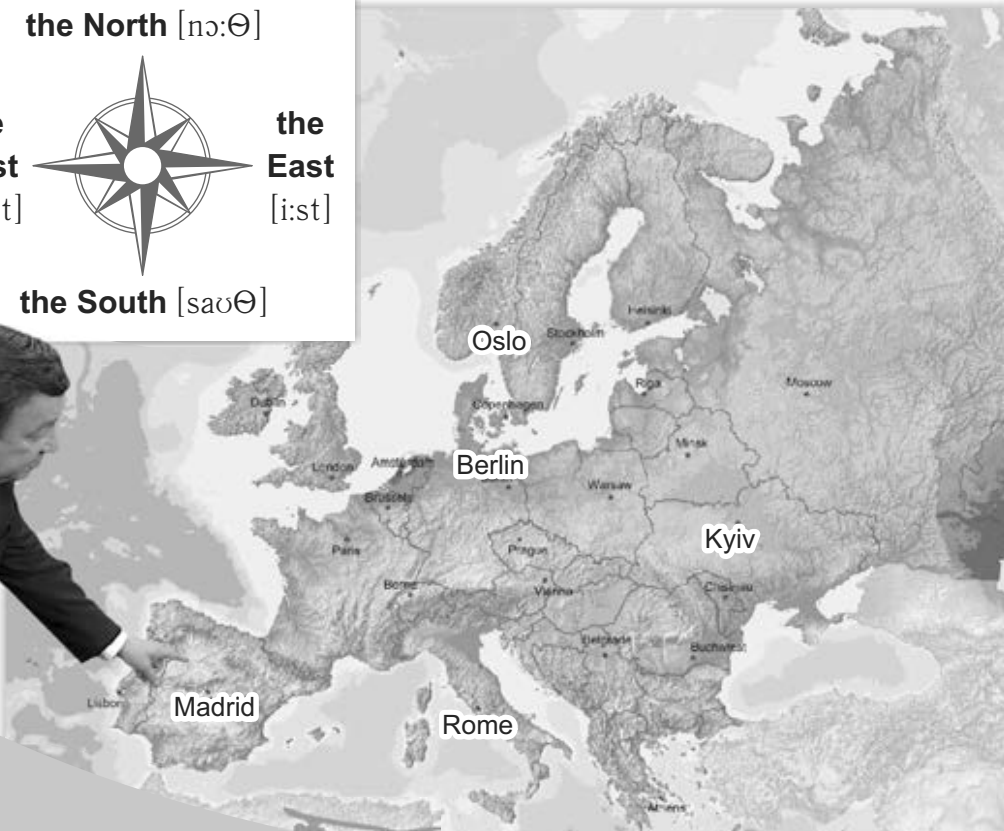 the North [nɔ:Θ]
the
East
[i:st]
the South [saʊΘ]
Oslo
Helsinki
Stockholm
Riga
Moscow
Dublin
Copenhagen
Minsk
London
Amsterdam
Berlin
Warsaw
Brussels
Kyiv
Paris
Prague
Berne
Vienna
Chisinau
Belgrade
Bucharest
Lisbon
Madrid
Rome
Athens